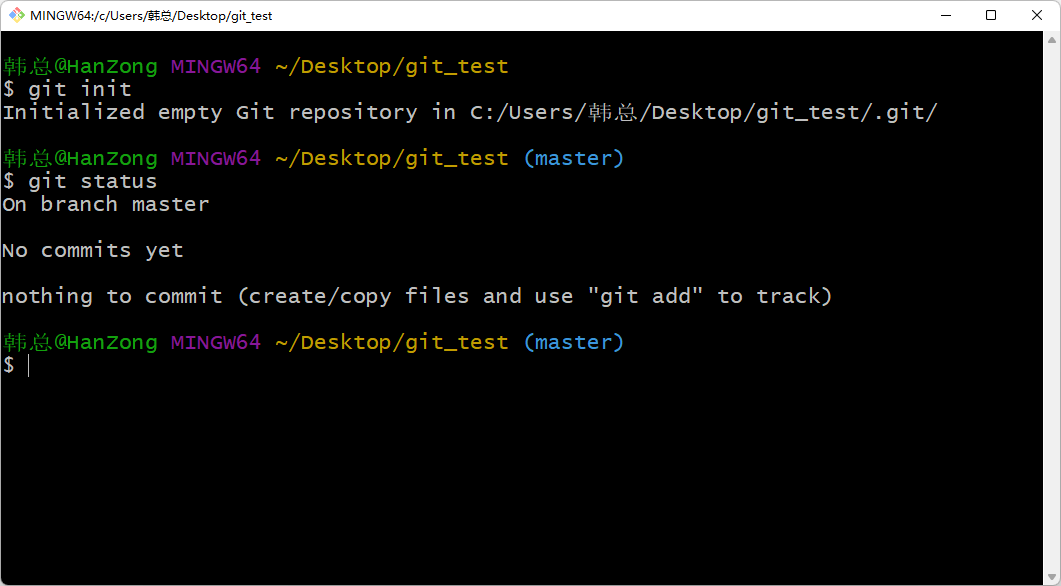 MINGW64:/c/Users/韩总/Desktop/git_test
韩总@HanZong MINGW64 ~/Desktop/git_test
$ git init
Initialized empty Git repository in C:/Users/韩总/Desktop/git_test/.git/
韩总@HanZong MINGW64 ~/Desktop/git_test (master)
$ git status
On branch master
No commits yet
nothing to commit (create/copy files and use "git add" to track)
韩总@HanZong MINGW64 ~/Desktop/git_test (master)
$